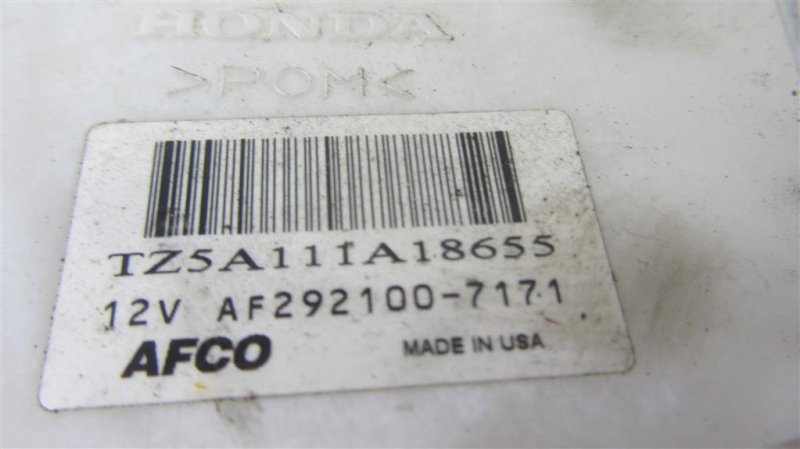 HONDA
>POM<
TZ5A111A18655
12V AF292100-7171
AFCO MADE IN USA